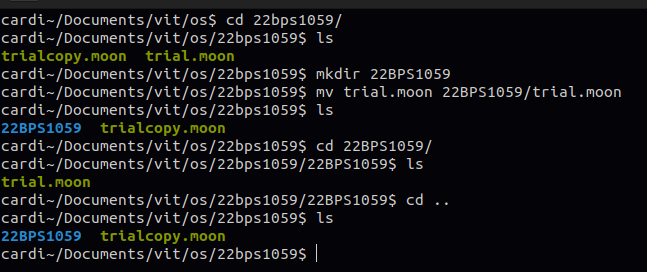 cardi~/Documents/vit/os$ cd 22bps1059/
cardi~/Documents/vit/os/22bps1059$ ls
trialcopy.moon  trial.moon
cardi~/Documents/vit/os/22bps1059$ mkdir 22BPS1059
cardi~/Documents/vit/os/22bps1059$ mv trial.moon 22BPS1059/trial.moon
cardi~/Documents/vit/os/22bps1059$ ls
22BPS1059  trialcopy.moon
cardi~/Documents/vit/os/22bps1059$ cd 22BPS1059/
cardi~/Documents/vit/os/22bps1059/22BPS1059$ ls
trial.moon
cardi~/Documents/vit/os/22bps1059/22BPS1059$ cd ..
cardi~/Documents/vit/os/22bps1059$ ls
22BPS1059  trialcopy.moon
cardi~/Documents/vit/os/22bps1059$